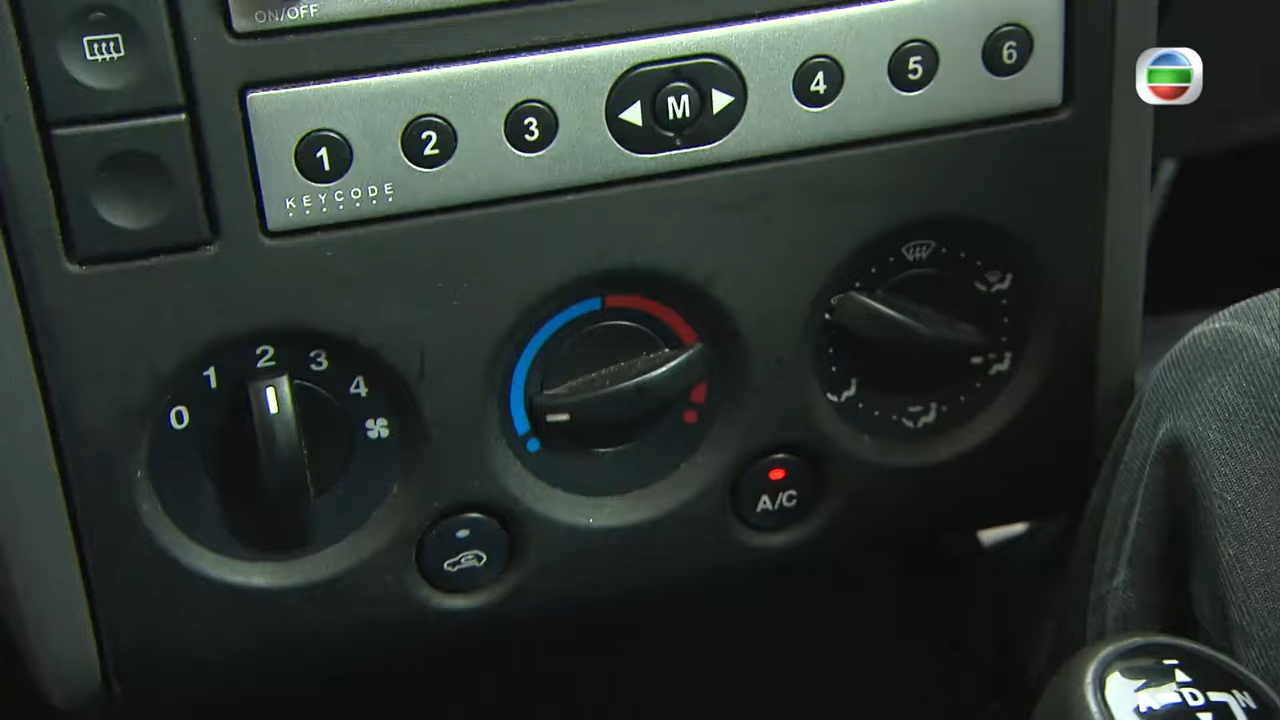 ON/OFF
1 2 3 M 4 5 6
KEYCODE
0 1 2 3 4
A/C
A D N